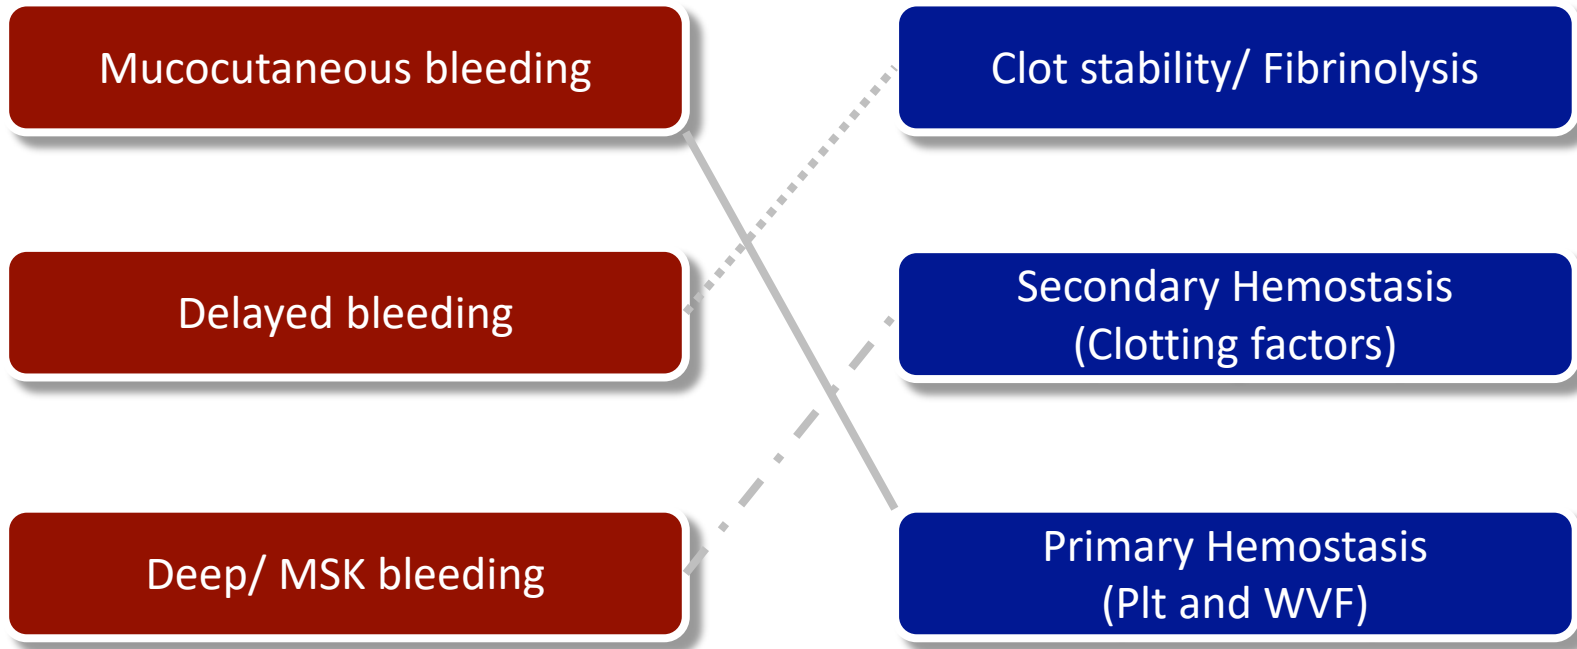 Mucocutaneous bleeding
Clot stability/ Fibrinolysis
Delayed bleeding
Secondary Hemostasis
(Clotting factors)
Deep/ MSK bleeding
Primary Hemostasis
(Plt and WVF)